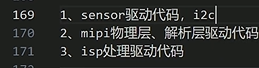 169 1、sensor驱动代码，i2c
170 2、mipi物理层、解析层驱动代码
171 3、isp处理驱动代码